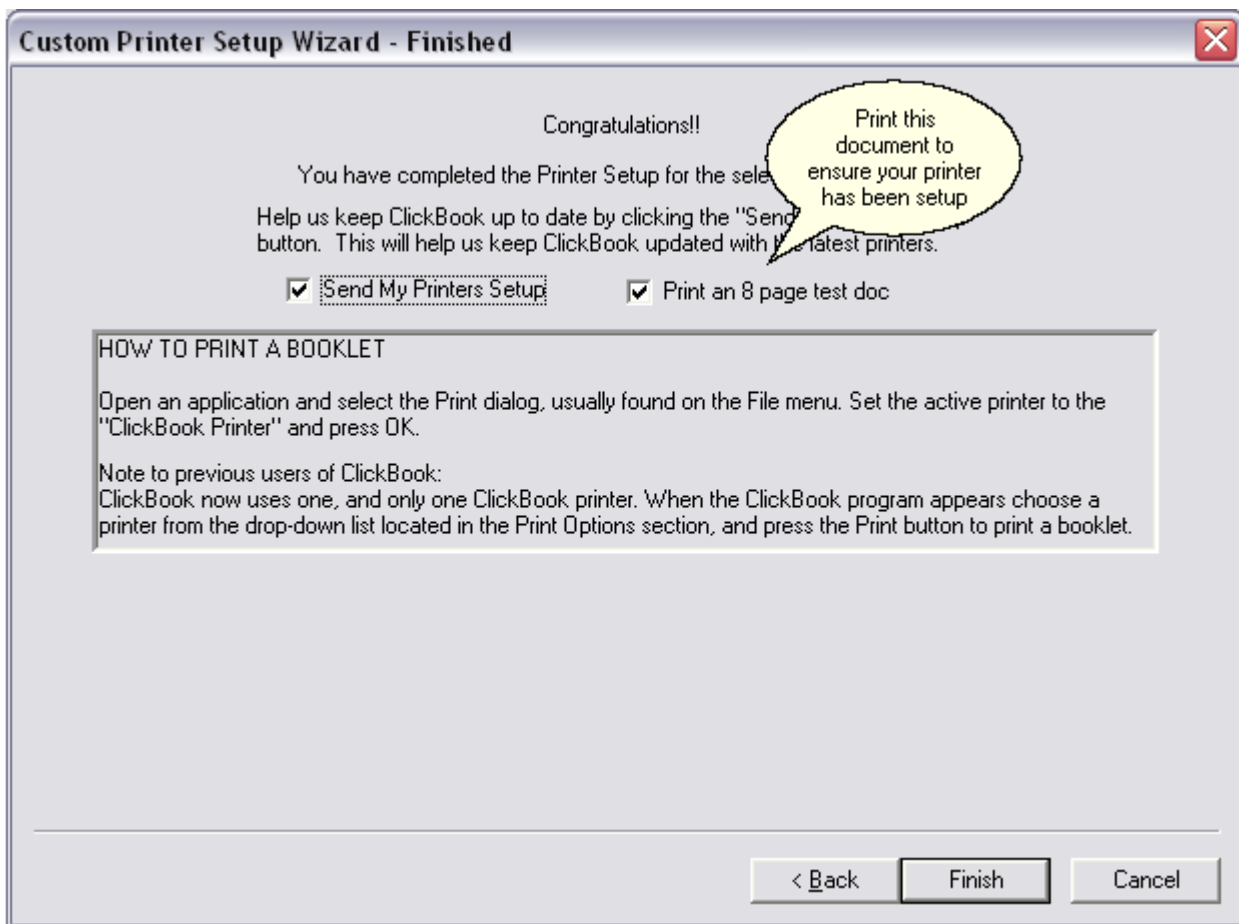 Custom Printer Setup Wizard - Finished
Congratulations!!
Print this
document to
ensure your printer
has been setup
You have completed the Printer Setup for the sele
Help us keep ClickBook up to date by clicking the "Send
button. This will help us keep ClickBook updated with the latest printers.
Send My Printers Setup
Print an 8 page test doc
HOW TO PRINT A BOOKLET
Open an application and select the Print dialog, usually found on the File menu. Set the active printer to the
"ClickBook Printer" and press OK.
Note to previous users of ClickBook:
ClickBook now uses one, and only one ClickBook printer. When the ClickBook program appears choose a
printer from the drop-down list located in the Print Options section, and press the Print button to print a booklet.
< Back
Finish
Cancel